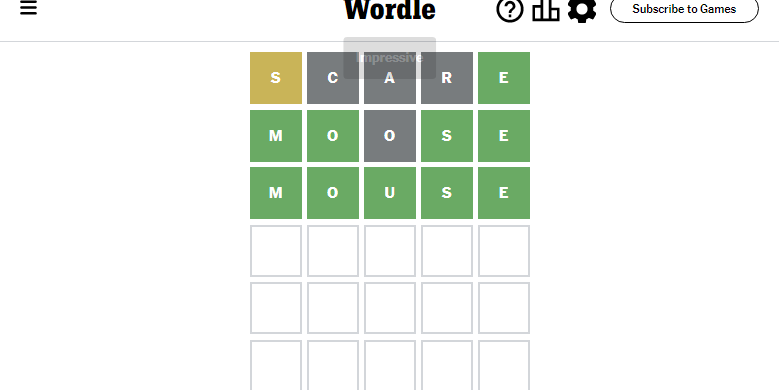 Wordle
Subscribe to Games
Impressive
S C A R E
M O O S E
M O U S E